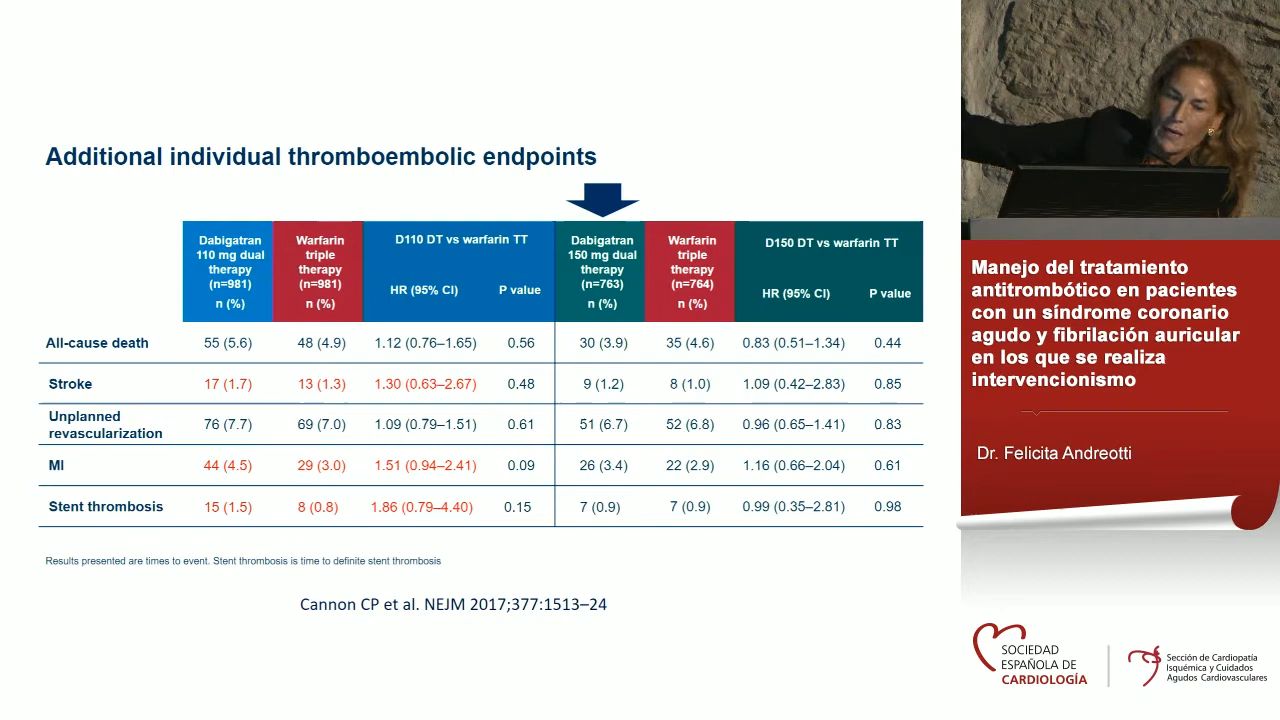 Additional individual thromboembolic endpoints
Dabigatran
110 mg dual
therapy
(n=981)
n (%)
Warfarin
triple
therapy
(n=981)
n (%)
D110 DT vs warfarin TT
HR (95% CI) P value
Dabigatran
150 mg dual
therapy
(n=763)
n (%)
Warfarin
triple
therapy
(n=764)
n (%)
D150 DT vs warfarin TT
HR (95% CI) P value
All-cause death 55 (5.6) 48 (4.9) 1.12 (0.76–1.65) 0.56 30 (3.9) 35 (4.6) 0.83 (0.51–1.34) 0.44
Stroke 17 (1.7) 13 (1.3) 1.30 (0.63–2.67) 0.48 9 (1.2) 8 (1.0) 1.09 (0.42–2.83) 0.85
Unplanned
revascularization 76 (7.7) 69 (7.0) 1.09 (0.79–1.51) 0.61 51 (6.7) 52 (6.8) 0.96 (0.65–1.41) 0.83
MI 44 (4.5) 29 (3.0) 1.51 (0.94–2.41) 0.09 26 (3.4) 22 (2.9) 1.16 (0.66–2.04) 0.61
Stent thrombosis 15 (1.5) 8 (0.8) 1.86 (0.79–4.40) 0.15 7 (0.9) 7 (0.9) 0.99 (0.35–2.81) 0.98
Results presented are times to event. Stent thrombosis is time to definite stent thrombosis
Cannon CP et al. NEJM 2017;377:1513–24
Manejo del tratamiento
antitrombótico en pacientes
con un síndrome coronario
agudo y fibrilación auricular
en los que se realiza
intervencionismo
Dr. Felicita Andreotti
SOCIEDAD
ESPAÑOLA DE
CARDIOLOGÍA
Sección de Cardiopatía
Isquémica y Cuidados
Agudos Cardiovasculares